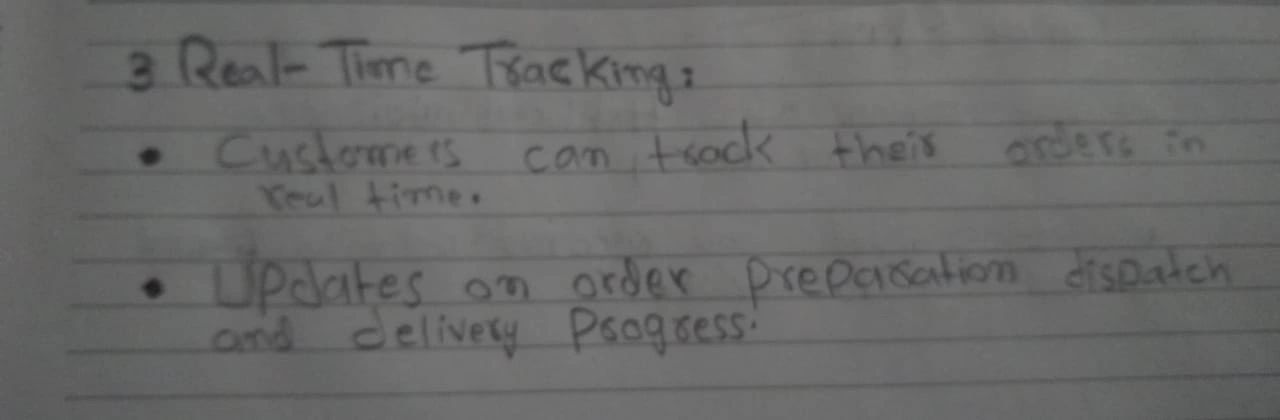 3 Real-Time Tracking:
• Customers can track their orders in
real time.
• Updates on order preparation dispatch
and delivery Progress.